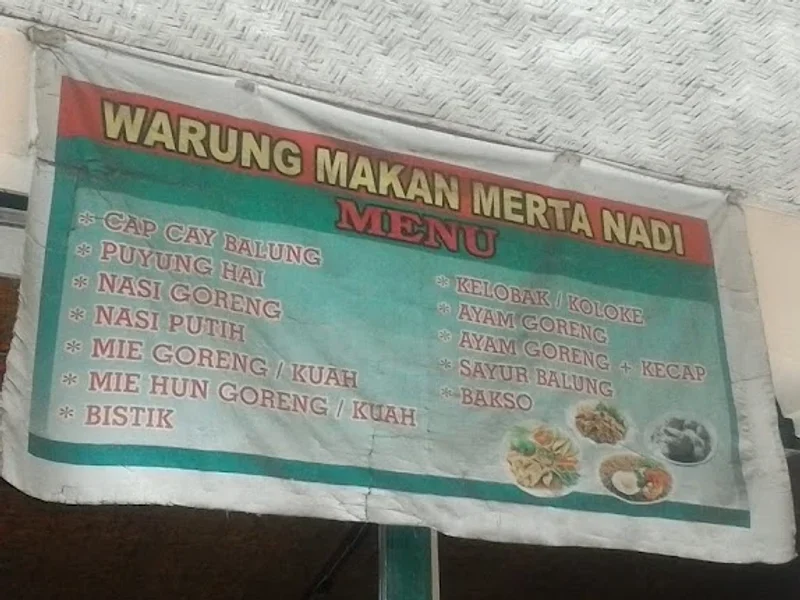 WARUNG MAKAN MERTA NADI
MENU
* CAP CAY BALUNG
* PUYUNG HAI
* NASI GORENG
* NASI PUTIH
* MIE GORENG / KUAH
* MIE HUN GORENG / KUAH
* BISTIK
* KELOBAK / KOLOKE
* AYAM GORENG
* AYAM GORENG + KECAP
* SAYUR BALUNG
* BAKSO